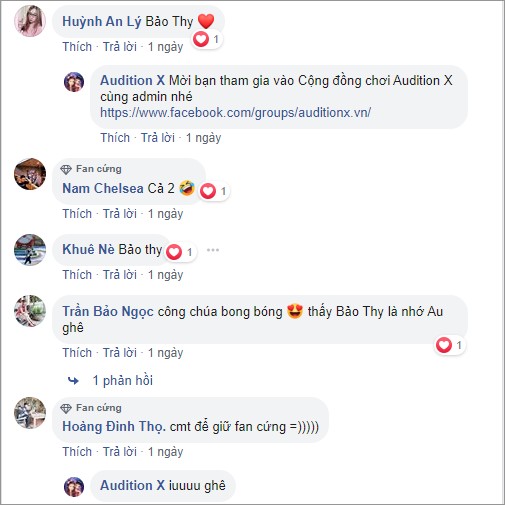 Huỳnh An Lý Bảo Thy ❤️
1
Thích · Trả lời · 1 ngày
Audition X Mời bạn tham gia vào Cộng đồng chơi Audition X
cùng admin nhé
https://www.facebook.com/groups/auditionx.vn/
Thích · Trả lời · 1 ngày
Fan cứng
Nam Chelsea Cả 2 🤣
1
Thích · Trả lời · 1 ngày
Khuê Nè Bảo thy
1
Thích · Trả lời · 1 ngày
Trần Bảo Ngọc công chúa bong bóng 😍 thấy Bảo Thy là nhớ Au
ghê
1
Thích · Trả lời · 1 ngày
1 phản hồi
Fan cứng
Hoảng Đình Thọ. cmt để giữ fan cứng =)))))
Thích · Trả lời · 1 ngày
Audition X iuuuu ghê